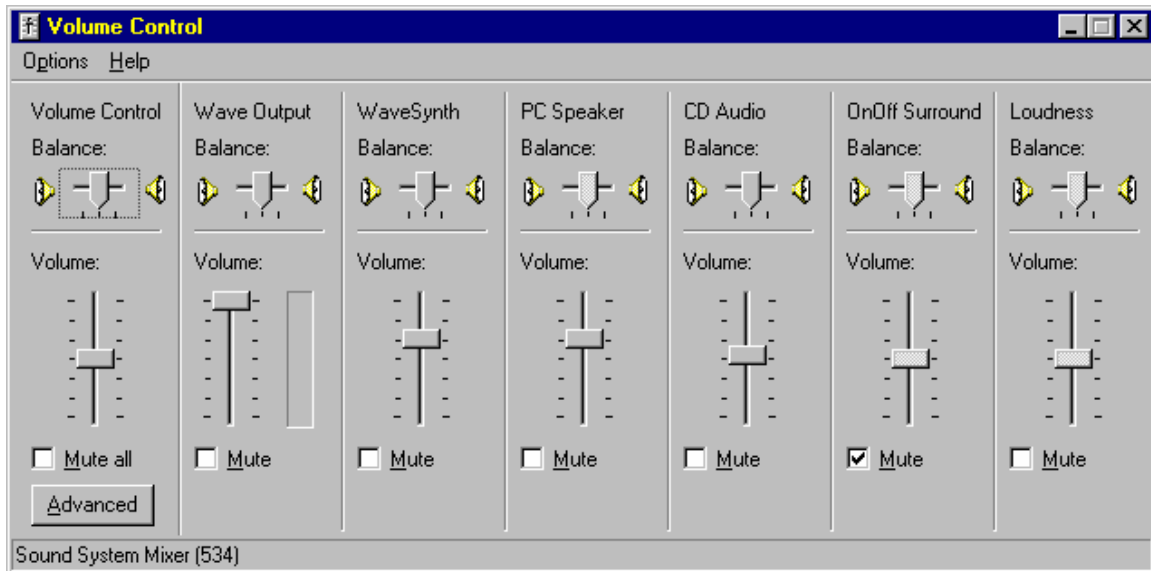 Volume Control
Options Help
Volume Control Wave Output WaveSynth PC Speaker CD Audio OnOff Surround Loudness
Balance: Balance: Balance: Balance: Balance: Balance: Balance:
Volume: Volume: Volume: Volume: Volume: Volume: Volume:
Mute all Mute Mute Mute Mute Mute Mute
Advanced
Sound System Mixer (534)